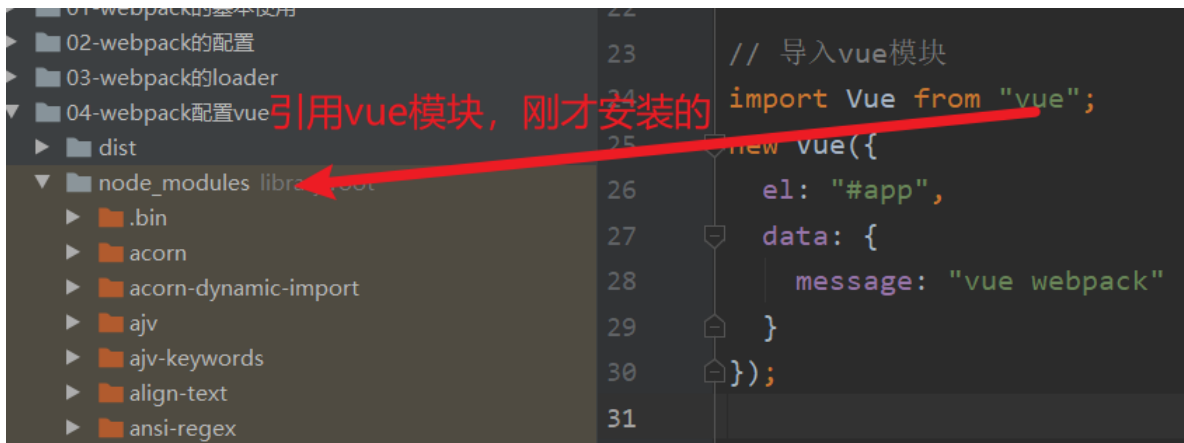 01-webpack的基本使用
02-webpack的配置
03-webpack的loader
04-webpack配置vue
引用vue模块，刚才安装的
dist
node_modules library root
.bin
acorn
acorn-dynamic-import
ajv
ajv-keywords
align-text
ansi-regex
22
23 // 导入vue模块
24 import Vue from "vue";
25 new Vue({
26 el: "#app",
27 data: {
28 message: "vue webpack"
29 }
30 });
31